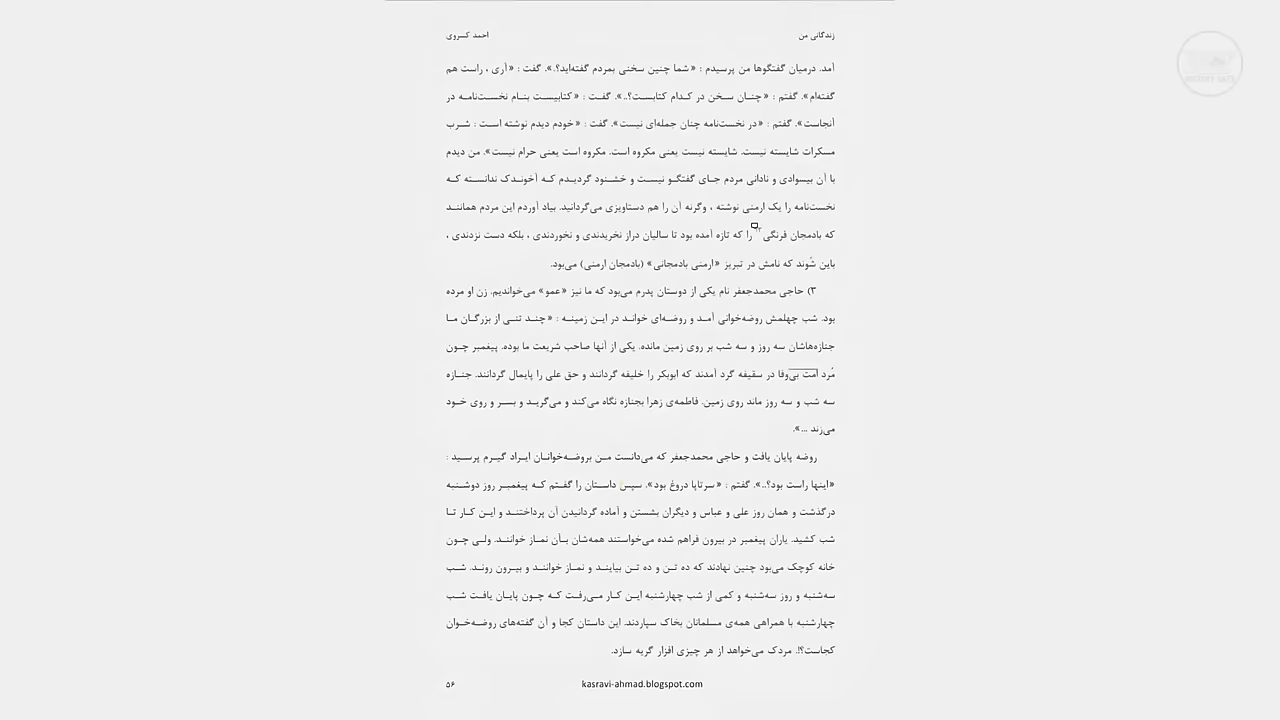 زندگانی من
احمد کسروی
آمد. درمیان گفتگوها من پرسیدم : «شما چنین سخنی بمردم گفته‌اید؟.». گفت : «آری ، راست هم
گفته‌ام». گفتم : «چنان سخن در کدام کتابست؟..». گفت : «کتابیست بنام نخست‌نامه در
آنجاست». گفتم : «در نخست‌نامه چنان جمله‌ای نیست». گفت : «خودم دیدم نوشته است : شرب
مسکرات شایسته نیست. شایسته نیست یعنی مکروه است. مکروه است یعنی حرام نیست». من دیدم
با آن بیسوادی و نادانی مردم جای گفتگو نیست و خشنود گردیدم که آخوندک ندانسته که
نخست‌نامه را یک ارمنی نوشته ، وگرنه آن را هم دستاویزی می‌گردانید. بیاد آوردم این مردم همانند
که بادمجان فرنگی را که تازه آمده بود تا سالیان دراز نخریدندی و نخوردندی ، بلکه دست نزدندی ،
باین شُوند که نامش در تبریز «ارمنی بادمجانی» (بادمجان ارمنی) می‌بود.
۳) حاجی محمدجعفر نام یکی از دوستان پدرم می‌بود که ما نیز «عمو» می‌خواندیم. زن او مرده
بود. شب چهلمش روضه‌خوانی آمد و روضه‌ای خواند در این زمینه : «چند تنی از بزرگان ما
جنازه‌هاشان سه روز و سه شب بر روی زمین مانده. یکی از آنها صاحب شریعت ما بوده. پیغمبر چون
مُرد امت بی‌وفا در سقیفه گرد آمدند که ابوبکر را خلیفه گردانند و حق علی را پایمال گردانند. جنازه
سه شب و سه روز ماند روی زمین. فاطمه‌ی زهرا بجنازه نگاه می‌کند و می‌گرید و بسر و روی خود
می‌زند ...».
روضه پایان یافت و حاجی محمدجعفر که می‌دانست من بروضه‌خوانان ایراد گیرم پرسید :
«اینها راست بود؟..». گفتم : «سرتاپا دروغ بود». سپس داستان را گفتم که پیغمبر روز دوشنبه
درگذشت و همان روز علی و عباس و دیگران بشستن و آماده گردانیدن آن پرداختند و این کار تا
شب کشید. یاران پیغمبر در بیرون فراهم شده می‌خواستند همه‌شان بآن نماز خوانند. ولی چون
خانه کوچک می‌بود چنین نهادند که ده تن و ده تن بیایند و نماز خوانند و بیرون روند. شب
سه‌شنبه و روز سه‌شنبه و کمی از شب چهارشنبه این کار می‌رفت که چون پایان یافت شب
چهارشنبه با همراهی همه‌ی مسلمانان بخاک سپاردند. این داستان کجا و آن گفته‌های روضه‌خوان
کجاست؟!. مردک می‌خواهد از هر چیزی افزار گریه سازد.
kasravi-ahmad.blogspot.com
۵۶